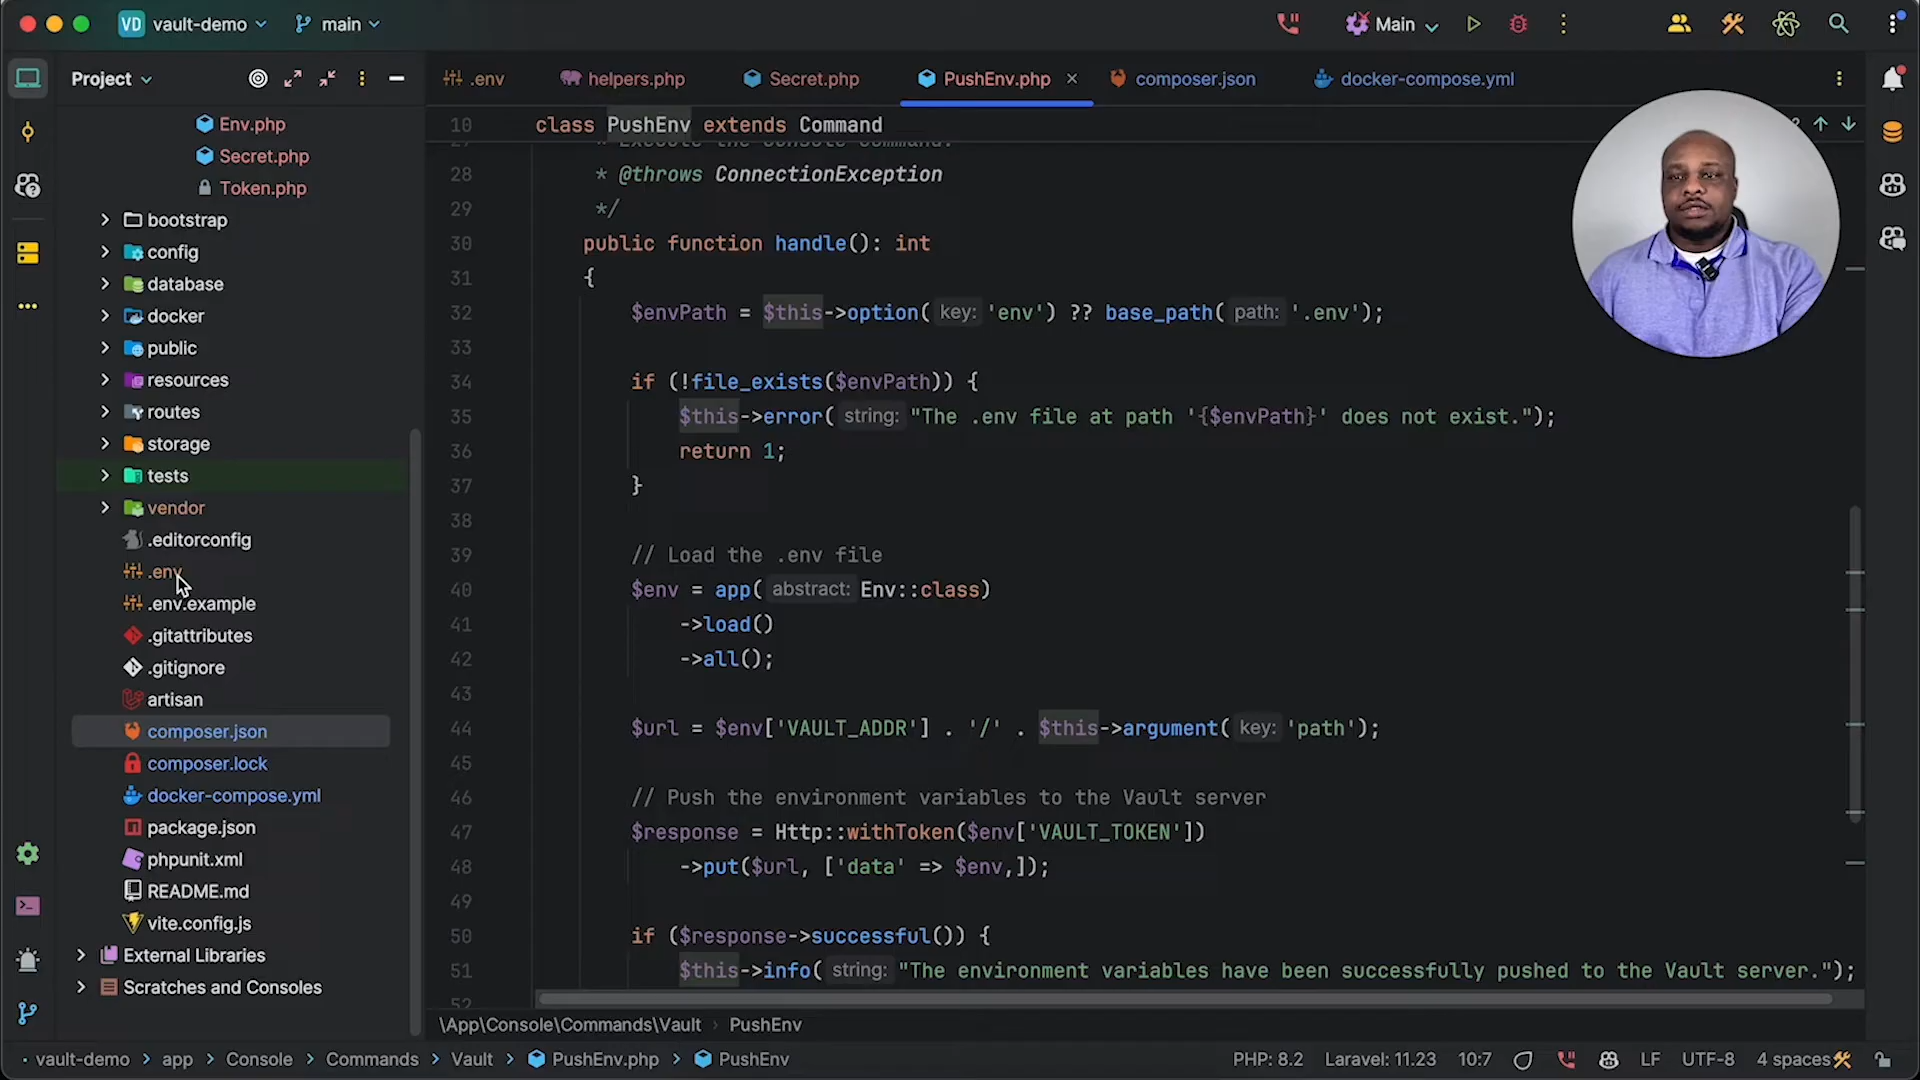 VD vault-demo main
Main
Project
.env helpers.php Secret.php PushEnv.php × composer.json docker-compose.yml
Env.php
Secret.php
Token.php
bootstrap
config
database
docker
public
resources
routes
storage
tests
vendor
.editorconfig
.env
.env.example
.gitattributes
.gitignore
artisan
composer.json
composer.lock
docker-compose.yml
package.json
phpunit.xml
README.md
vite.config.js
External Libraries
Scratches and Consoles
10 class PushEnv extends Command
* Execute the console command.
28 * @throws ConnectionException
29 */
30 public function handle(): int
31 {
32 $envPath = $this->option( key: 'env') ?? base_path( path: '.env');
33
34 if (!file_exists($envPath)) {
35 $this->error( string: "The .env file at path '{$envPath}' does not exist.");
36 return 1;
37 }
38
39 // Load the .env file
40 $env = app( abstract: Env::class)
41 ->load()
42 ->all();
43
44 $url = $env['VAULT_ADDR'] . '/' . $this->argument( key: 'path');
45
46 // Push the environment variables to the Vault server
47 $response = Http::withToken($env['VAULT_TOKEN'])
48 ->put($url, ['data' => $env,]);
49
50 if ($response->successful()) {
51 $this->info( string: "The environment variables have been successfully pushed to the Vault server.");
52
\App\Console\Commands\Vault › PushEnv
vault-demo > app > Console > Commands > Vault > PushEnv.php > PushEnv
PHP: 8.2 Laravel: 11.23 10:7 LF UTF-8 4 spaces